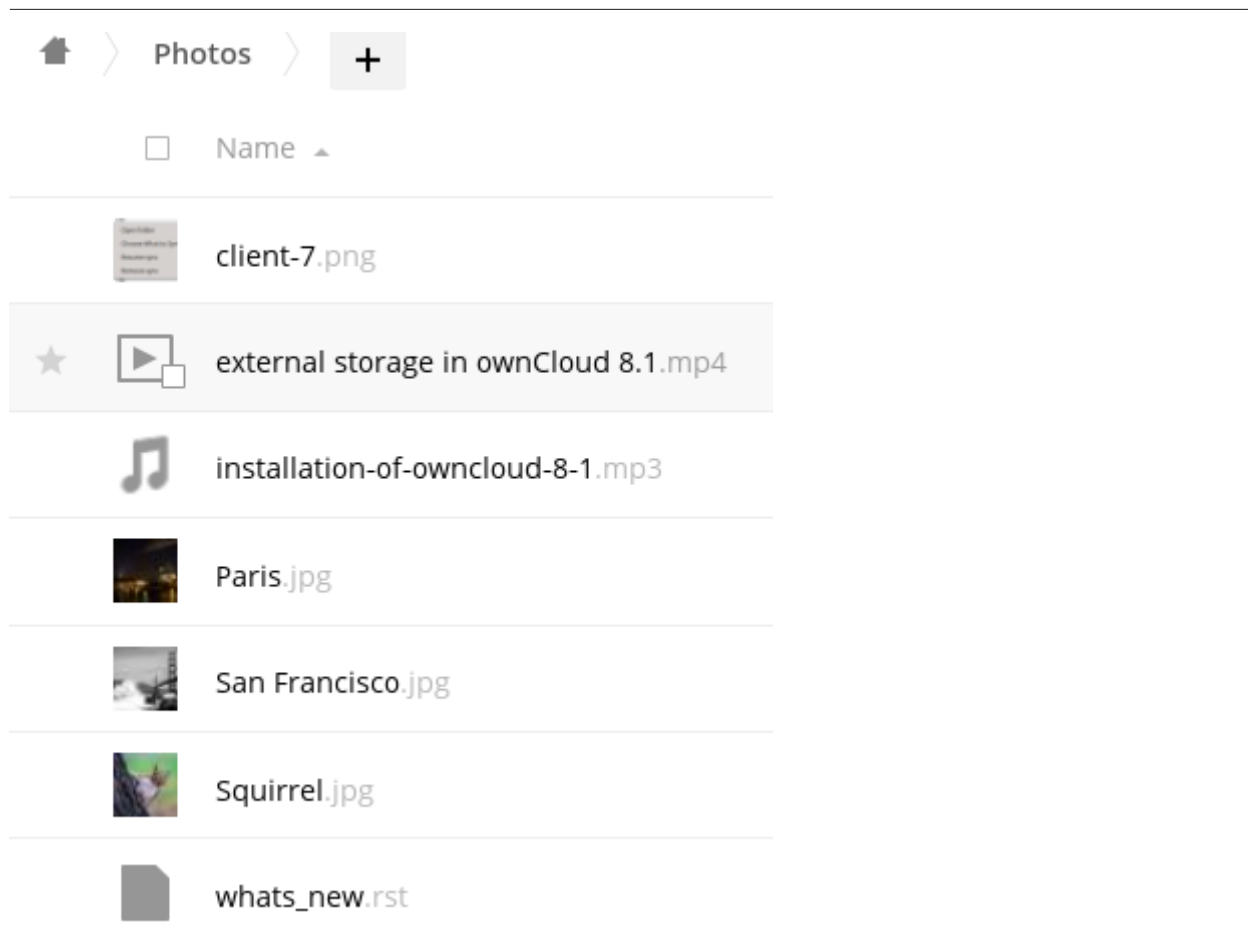 Photos
+
Name
client-7.png
external storage in ownCloud 8.1.mp4
installation-of-owncloud-8-1.mp3
Paris.jpg
San Francisco.jpg
Squirrel.jpg
whats_new.rst